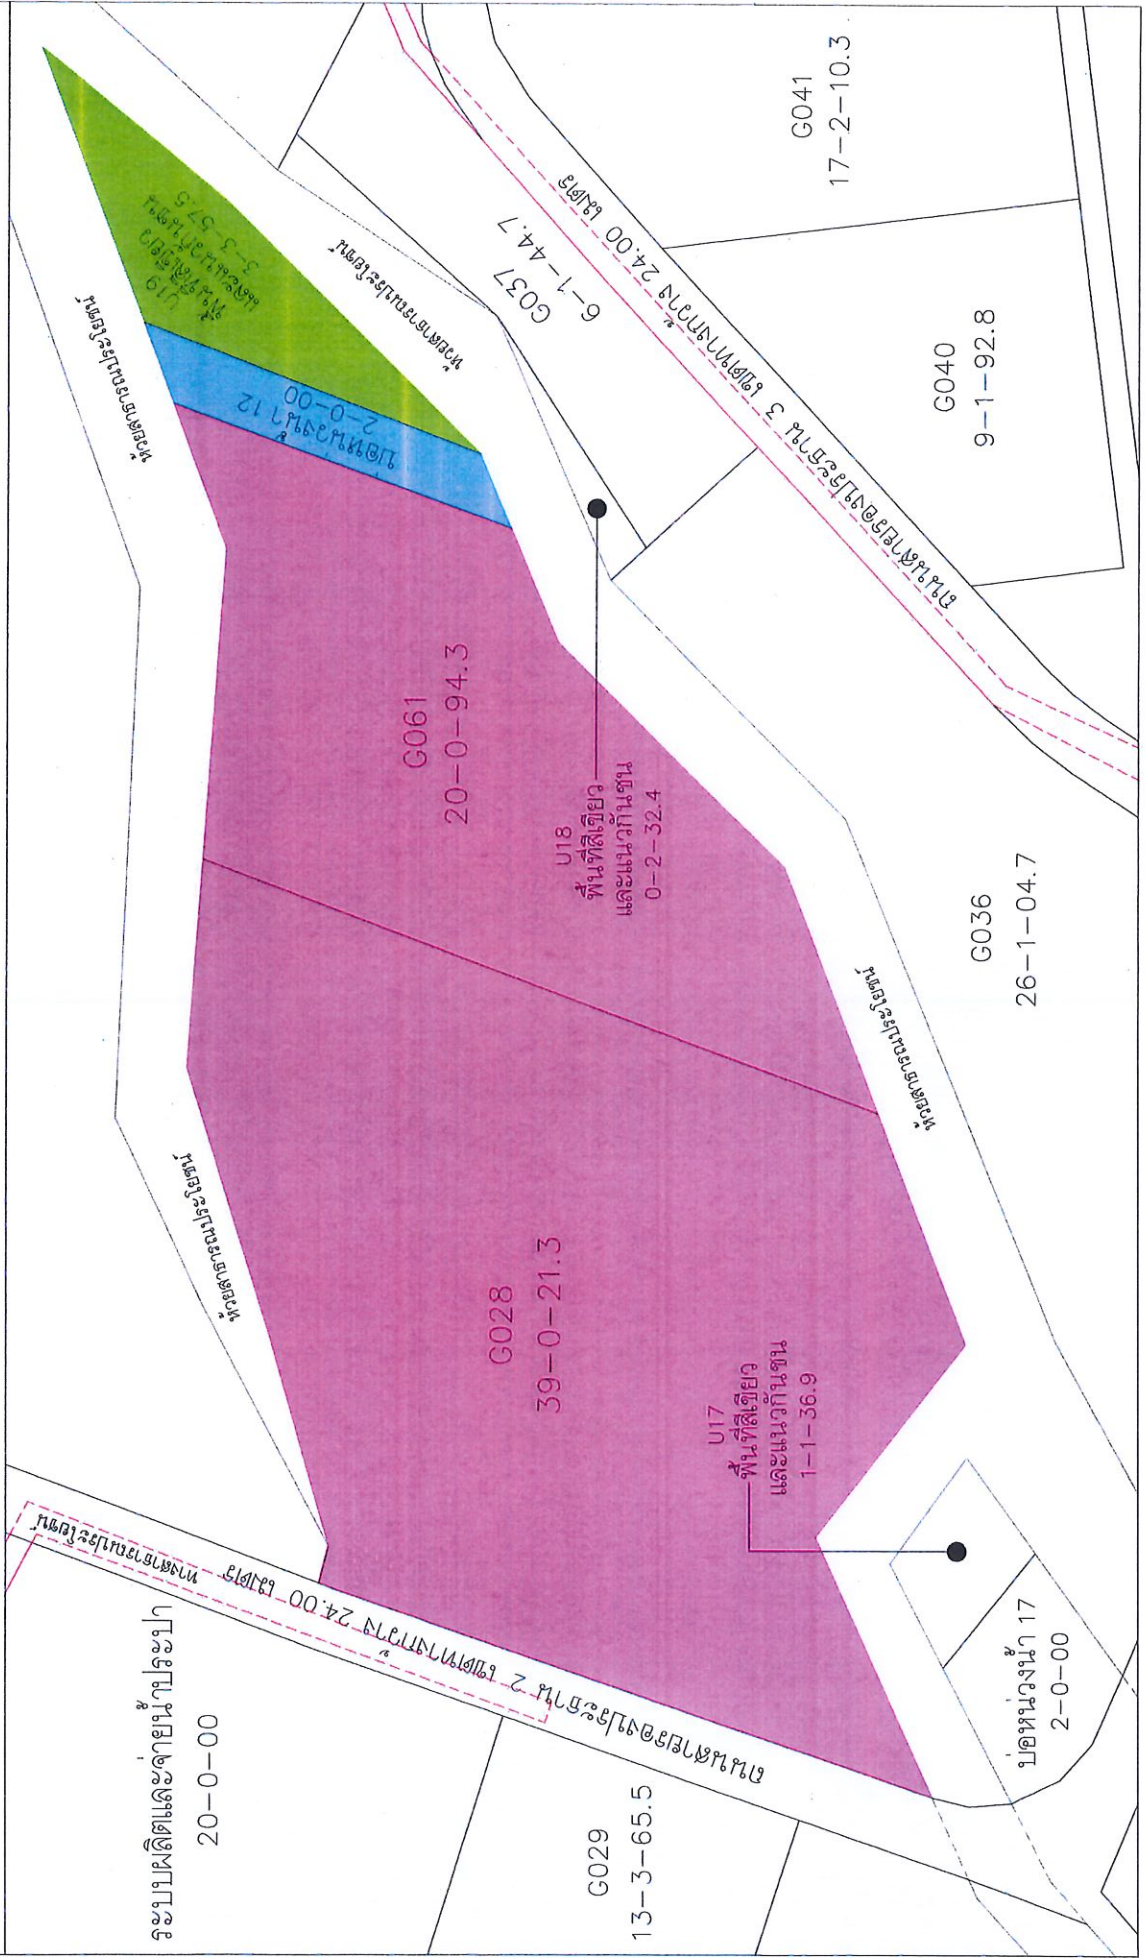 ระบบผลิตและจ่ายน้ำประปา
20-0-00
G029
13-3-65.5
ทางสาธารณประโยชน์
ถนนสายรองประธาน 2 เขตทางกว้าง 24.00 เมตร
ห้วยสาธารณประโยชน์
G028
39-0-21.3
U17
พื้นที่สีเขียว
และแนวกันชน
1-1-36.9
บ่อหน่วงน้ำ 17
2-0-00
ห้วยสาธารณประโยชน์
G061
20-0-94.3
U18
พื้นที่สีเขียว
และแนวกันชน
0-2-32.4
ห้วยสาธารณประโยชน์
G036
26-1-04.7
บ่อหน่วงน้ำ 12
2-0-00
U19
พื้นที่สีเขียว
และแนวกันชน
3-3-57.5
ห้วยสาธารณประโยชน์
G037
6-1-44.7
ถนนสายรองประธาน 3 เขตทางกว้าง 24.00 เมตร
G040
9-1-92.8
G041
17-2-10.3